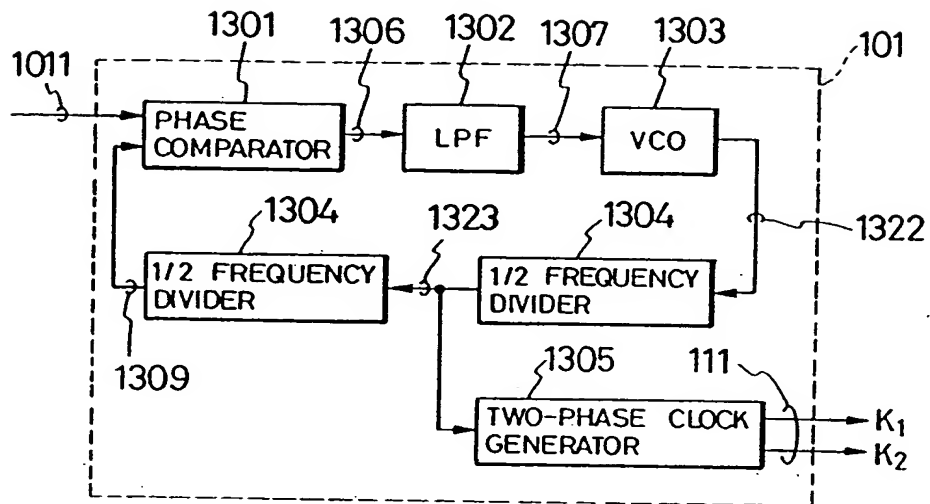 1301
1306
1302
1307
1303
101
1011
PHASE
COMPARATOR
LPF
VCO
1304
1323
1304
1322
1/2 FREQUENCY
DIVIDER
1/2 FREQUENCY
DIVIDER
1309
1305
111
TWO-PHASE CLOCK
GENERATOR
K1
K2